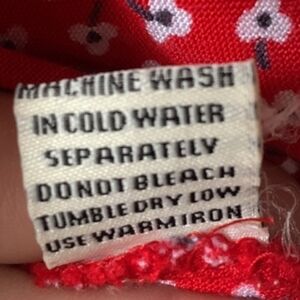 MACHINE WASH
IN COLD WATER
SEPARATELY
DO NOT BLEACH
TUMBLE DRY LOW
USE WARM IRON